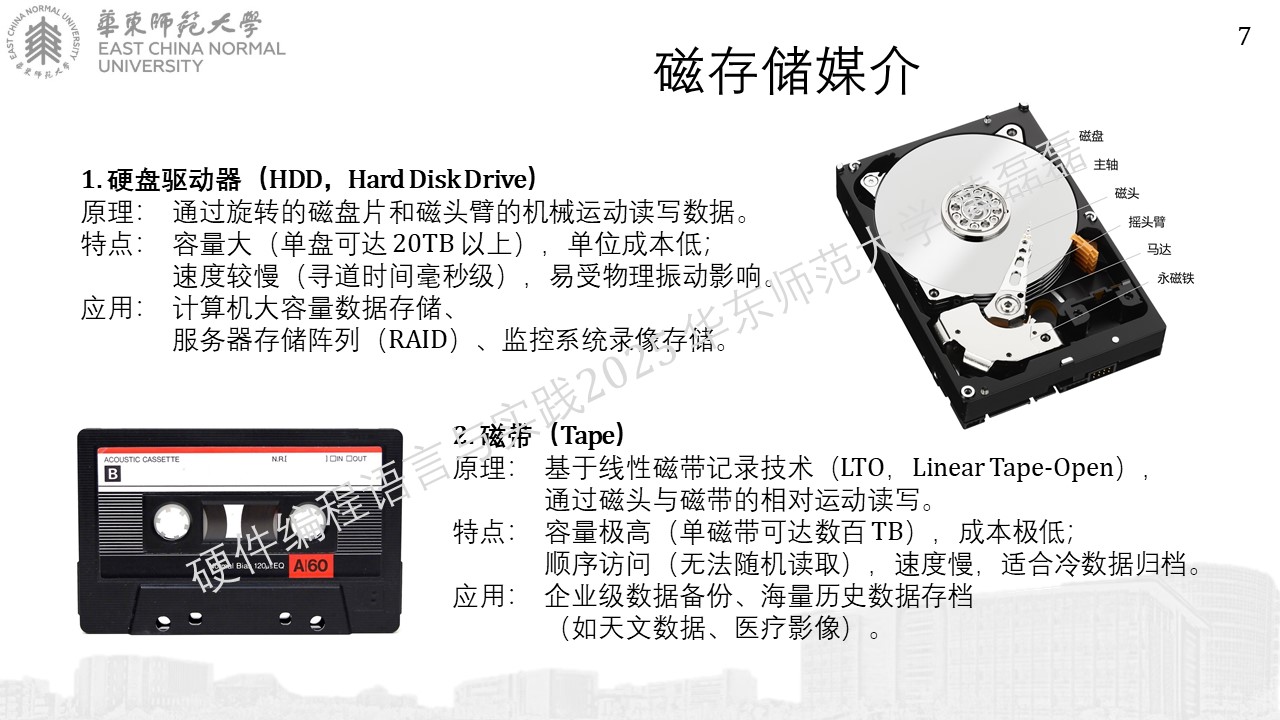 華東師範大學
EAST CHINA NORMAL
UNIVERSITY
EAST CHINA NORMAL UNIVERSITY
華東师范大学
7
磁存储媒介
1. 硬盘驱动器（HDD，Hard Disk Drive）
原理： 通过旋转的磁盘片和磁头臂的机械运动读写数据。
特点： 容量大（单盘可达 20TB 以上），单位成本低；
速度较慢（寻道时间毫秒级），易受物理振动影响。
应用： 计算机大容量数据存储、
服务器存储阵列（RAID）、监控系统录像存储。
磁盘
主轴
磁头
摇头臂
马达
永磁铁
2. 磁带（Tape）
原理： 基于线性磁带记录技术（LTO，Linear Tape-Open），
通过磁头与磁带的相对运动读写。
特点： 容量极高（单磁带可达数百 TB），成本极低；
顺序访问（无法随机读取），速度慢，适合冷数据归档。
应用： 企业级数据备份、海量历史数据存档
（如天文数据、医疗影像）。
ACOUSTIC CASSETTE
N.R.[ ] □IN □OUT
B
Bias 120μ EQ
A|60
硬件编程语言与实践2025 华东师范大学 磊磊